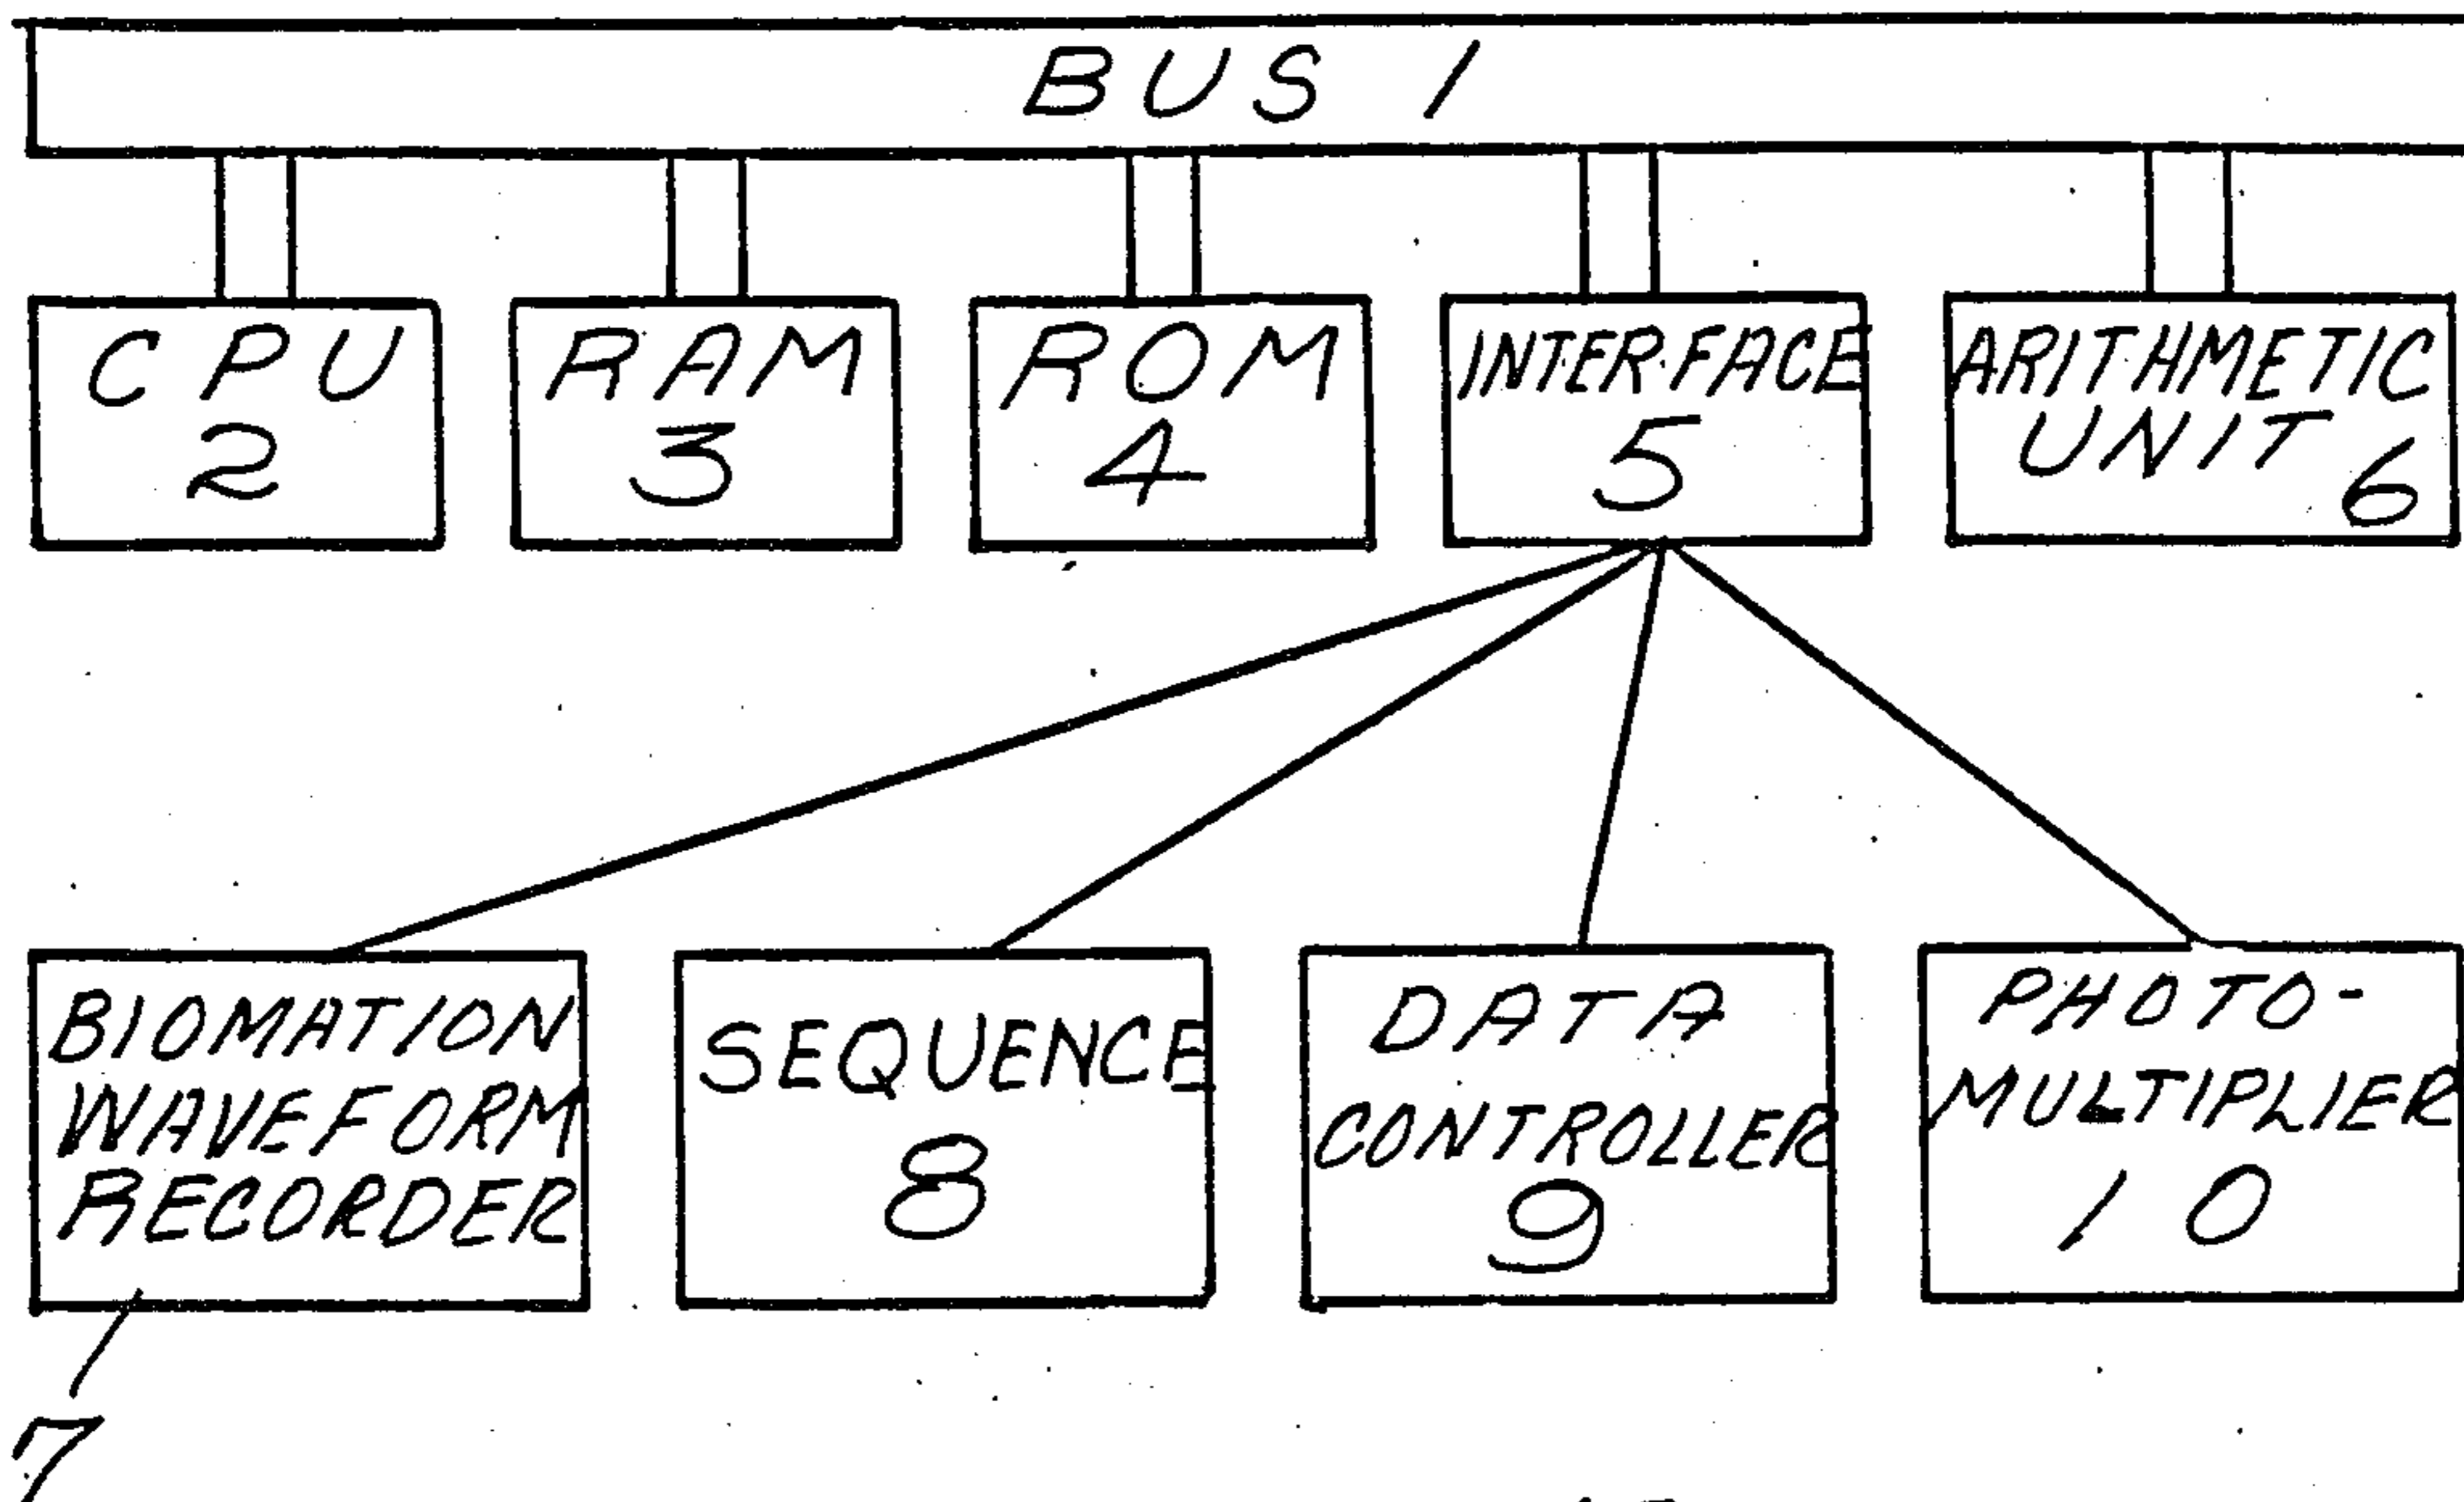 BUS 1
CPU
2
RAM
3
ROM
4
INTERFACE
5
ARITHMETIC
UNIT 6
BIOMATION
WAVEFORM
RECORDER
7
SEQUENCE
8
DATA
CONTROLLER
9
PHOTO-
MULTIPLIER
10